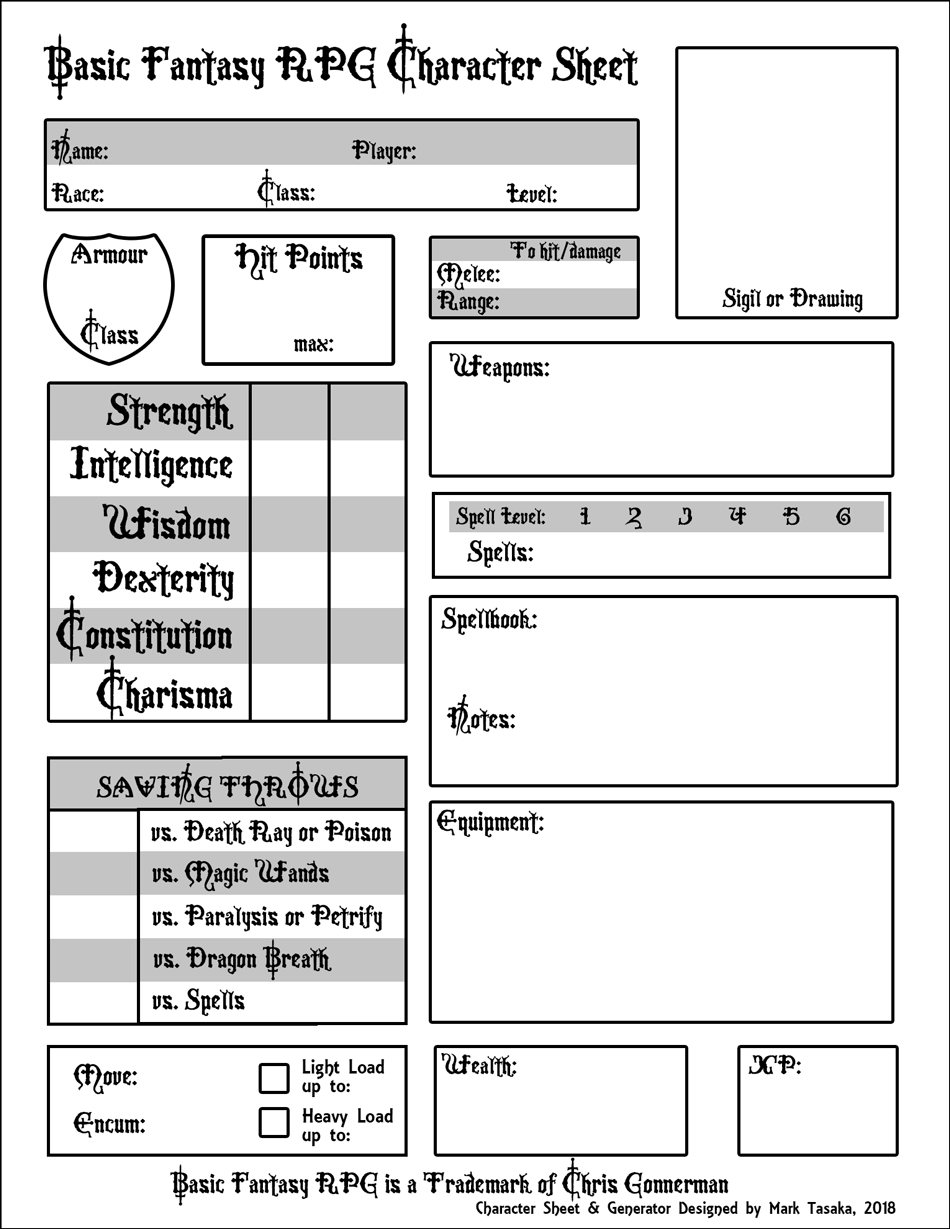 Basic Fantasy RPG Character Sheet
Name: Player:
Race: Class: Level:
Armour
Class
Hit Points
max:
To hit/damage
Melee:
Range:
Sigil or Drawing
Weapons:
Strength
Intelligence
Wisdom
Dexterity
Constitution
Charisma
Spell Level: 1 2 3 4 5 6
Spells:
Spellbook:
Notes:
SAVING THROWS
vs. Death Ray or Poison
vs. Magic Wands
vs. Paralysis or Petrify
vs. Dragon Breath
vs. Spells
Equipment:
Move:
Encum:
Light Load
up to:
Heavy Load
up to:
Wealth:
XP:
Basic Fantasy RPG is a Trademark of Chris Gonnerman
Character Sheet & Generator Designed by Mark Tasaka, 2018